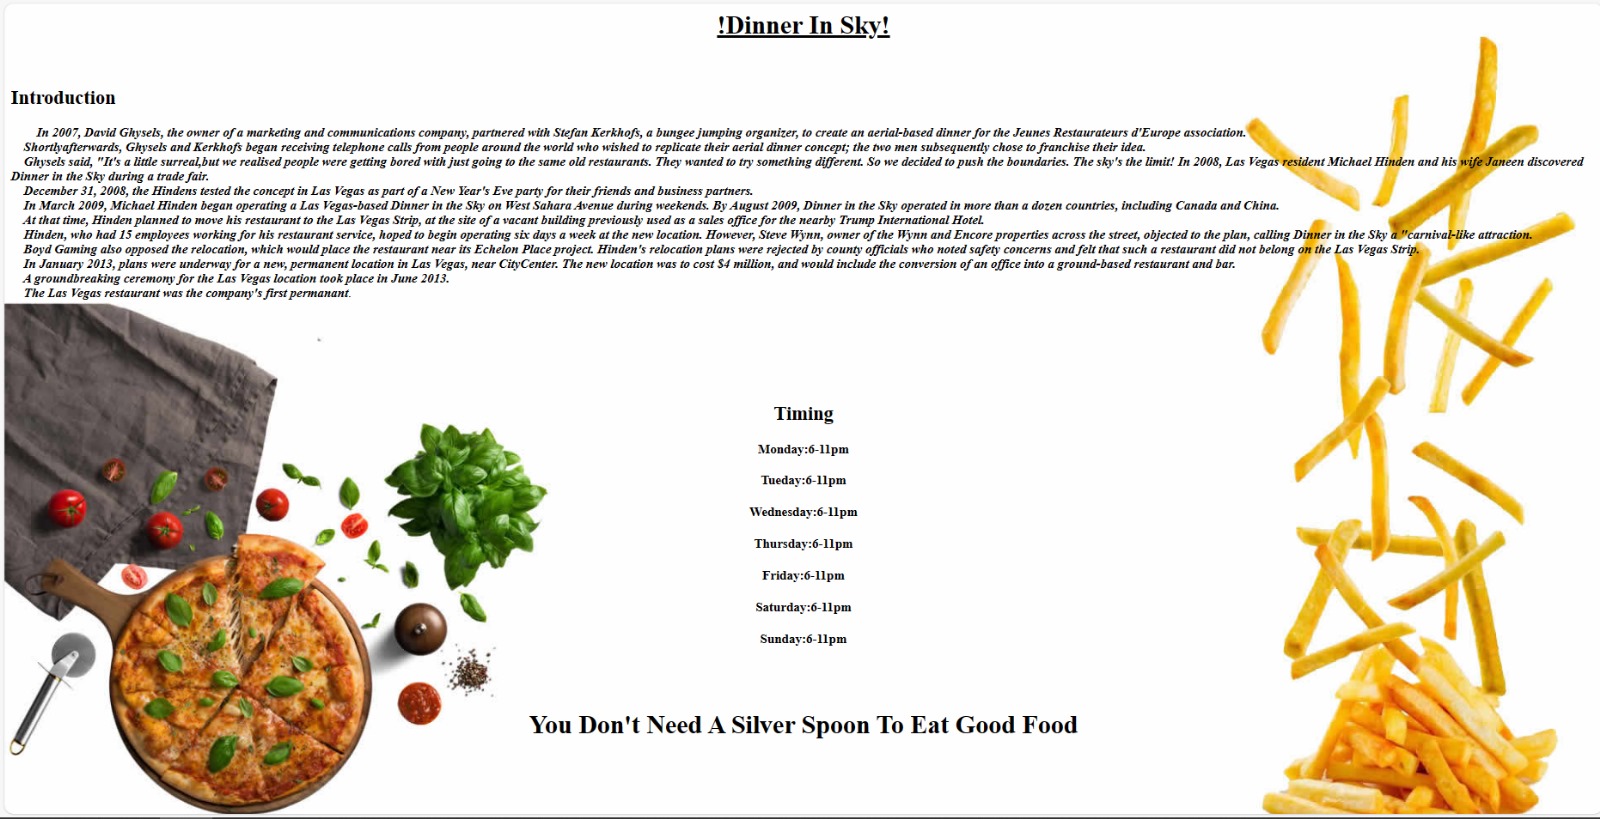 !Dinner In Sky!
Introduction
In 2007, David Ghysels, the owner of a marketing and communications company, partnered with Stefan Kerkhofs, a bungee jumping organizer, to create an aerial-based dinner for the Jeunes Restaurateurs d'Europe association.
Shortlyafterwards, Ghysels and Kerkhofs began receiving telephone calls from people around the world who wished to replicate their aerial dinner concept; the two men subsequently chose to franchise their idea.
Ghysels said, "It's a little surreal,but we realised people were getting bored with just going to the same old restaurants. They wanted to try something different. So we decided to push the boundaries. The sky's the limit! In 2008, Las Vegas resident Michael Hinden and his wife Janeen discovered
Dinner in the Sky during a trade fair.
December 31, 2008, the Hindens tested the concept in Las Vegas as part of a New Year's Eve party for their friends and business partners.
In March 2009, Michael Hinden began operating a Las Vegas-based Dinner in the Sky on West Sahara Avenue during weekends. By August 2009, Dinner in the Sky operated in more than a dozen countries, including Canada and China.
At that time, Hinden planned to move his restaurant to the Las Vegas Strip, at the site of a vacant building previously used as a sales office for the nearby Trump International Hotel.
Hinden, who had 15 employees working for his restaurant service, hoped to begin operating six days a week at the new location. However, Steve Wynn, owner of the Wynn and Encore properties across the street, objected to the plan, calling Dinner in the Sky a "carnival-like attraction.
Boyd Gaming also opposed the relocation, which would place the restaurant near its Echelon Place project. Hinden's relocation plans were rejected by county officials who noted safety concerns and felt that such a restaurant did not belong on the Las Vegas Strip.
In January 2013, plans were underway for a new, permanent location in Las Vegas, near CityCenter. The new location was to cost $4 million, and would include the conversion of an office into a ground-based restaurant and bar.
A groundbreaking ceremony for the Las Vegas location took place in June 2013.
The Las Vegas restaurant was the company's first permanant.
Timing
Monday:6-11pm
Tueday:6-11pm
Wednesday:6-11pm
Thursday:6-11pm
Friday:6-11pm
Saturday:6-11pm
Sunday:6-11pm
You Don't Need A Silver Spoon To Eat Good Food